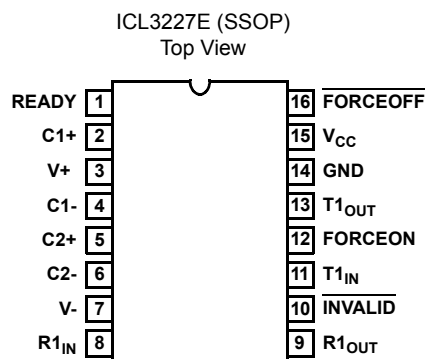 ICL3227E (SSOP)
Top View
READY 1 16 FORCEOFF
C1+ 2 15 VCC
V+ 3 14 GND
C1- 4 13 T1OUT
C2+ 5 12 FORCEON
C2- 6 11 T1IN
V- 7 10 INVALID
R1IN 8 9 R1OUT